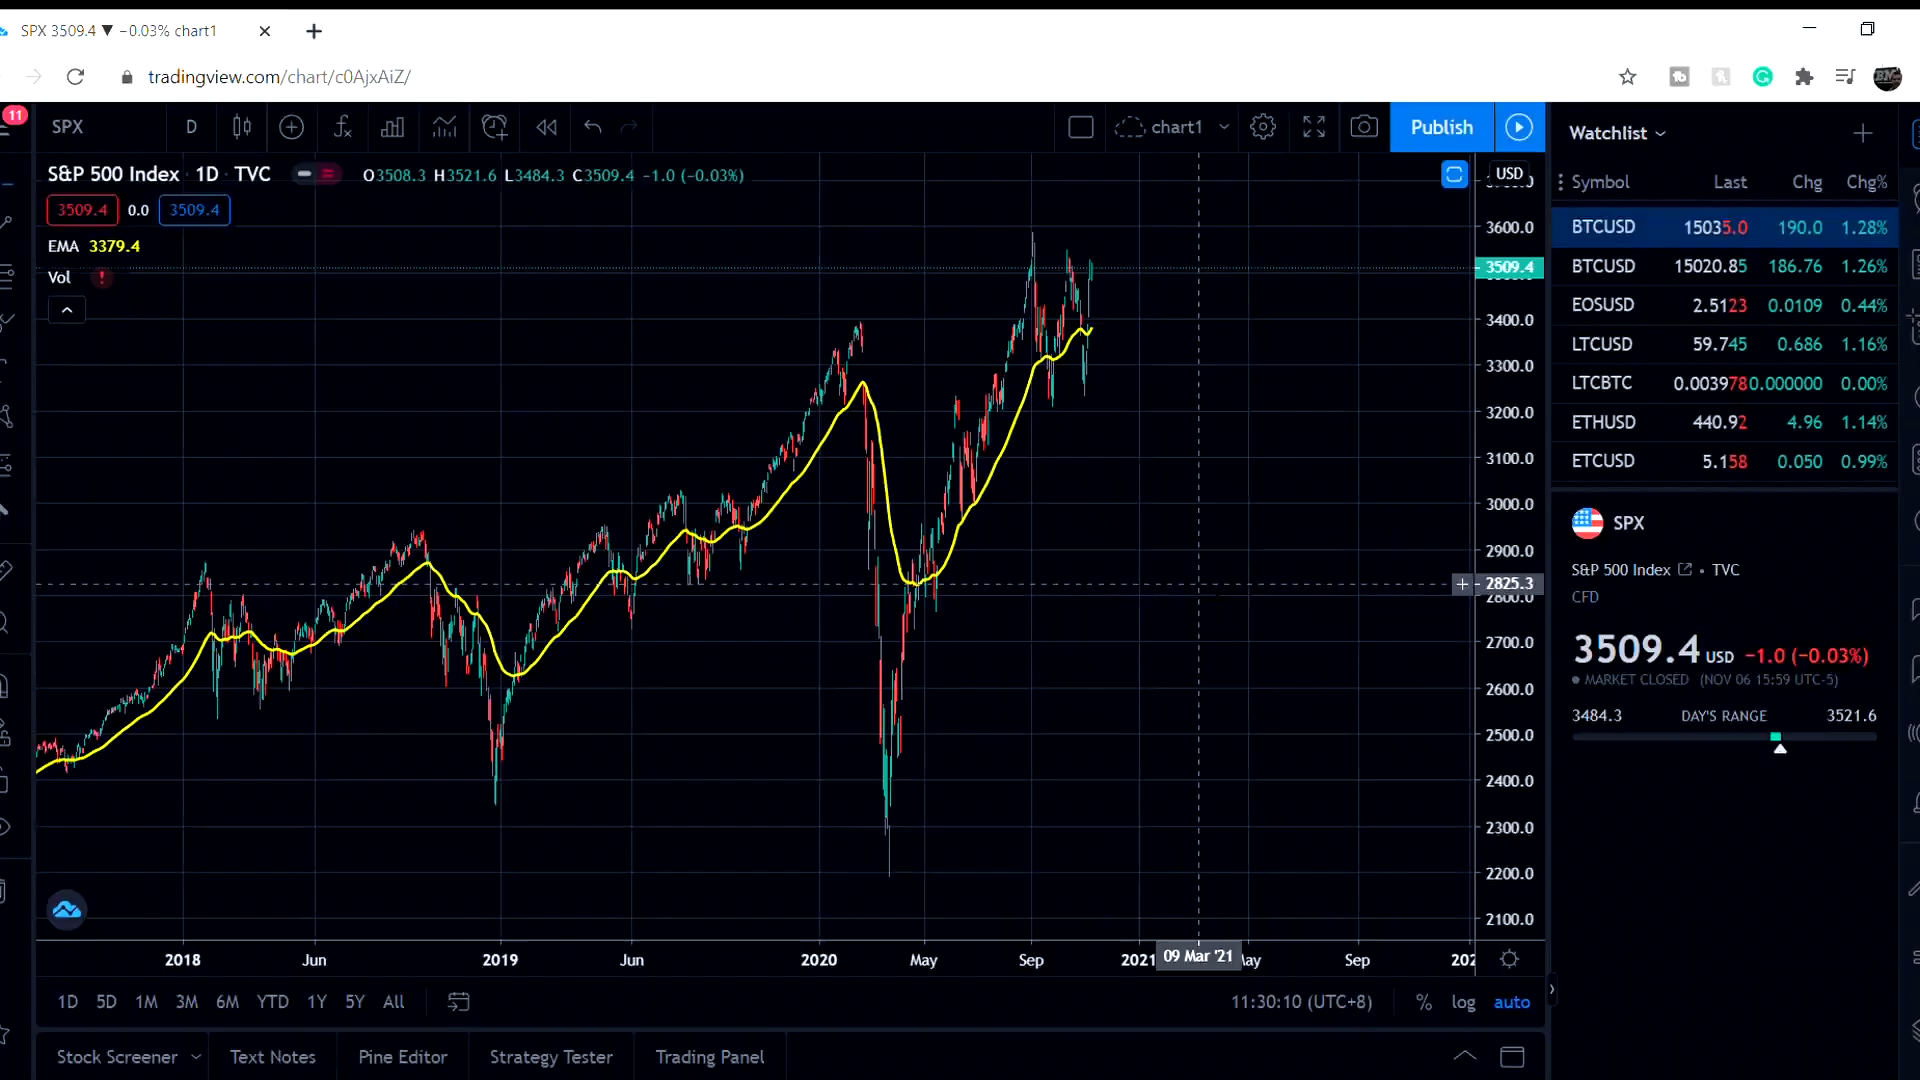 SPX 3509.4 ▼ −0.03% chart1
tradingview.com/chart/c0AjxAiZ/
11
SPX D chart1 Publish
Watchlist
S&P 500 Index · 1D · TVC O3508.3 H3521.6 L3484.3 C3509.4 −1.0 (−0.03%)
USD
Symbol Last Chg Chg%
3509.4 0.0 3509.4
EMA 3379.4
Vol !
3600.0
3509.4
3400.0
3300.0
3200.0
3100.0
3000.0
2900.0
2825.3
2800.0
2700.0
2600.0
2500.0
2400.0
2300.0
2200.0
2100.0
BTCUSD 15035.0 190.0 1.28%
BTCUSD 15020.85 186.76 1.26%
EOSUSD 2.5123 0.0109 0.44%
LTCUSD 59.745 0.686 1.16%
LTCBTC 0.003978 0.000000 0.00%
ETHUSD 440.92 4.96 1.14%
ETCUSD 5.158 0.050 0.99%
SPX
S&P 500 Index • TVC
CFD
3509.4 USD −1.0 (−0.03%)
MARKET CLOSED (NOV 06 15:59 UTC-5)
3484.3 DAY'S RANGE 3521.6
2018 Jun 2019 Jun 2020 May Sep 2021 09 Mar '21 Sep
1D 5D 1M 3M 6M YTD 1Y 5Y All 11:30:10 (UTC+8) % log auto
Stock Screener Text Notes Pine Editor Strategy Tester Trading Panel